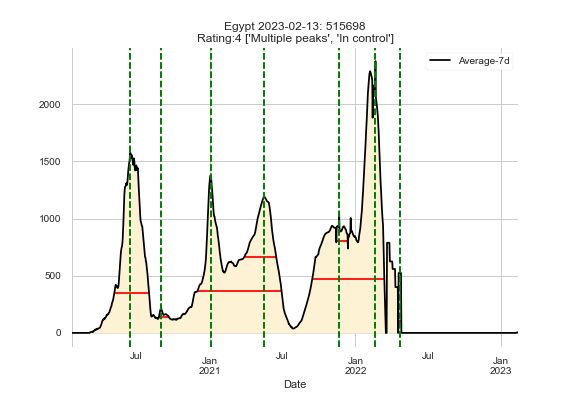 Egypt 2023-02-13: 515698
Rating:4 ['Multiple peaks', 'In control']
Average-7d
2000
1500
1000
500
0
Jul
Jan
2021
Jul
Jan
2022
Jul
Jan
2023
Date